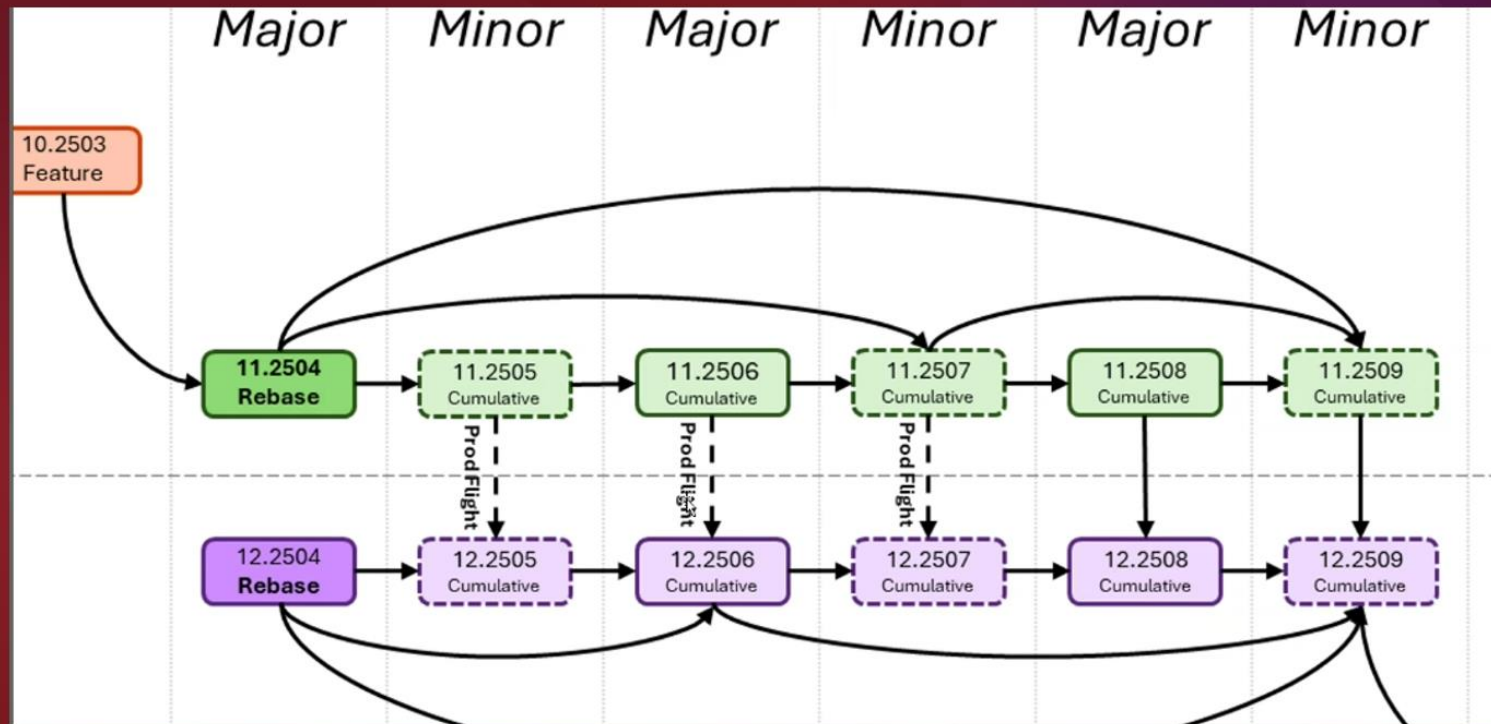 Major
Minor
Major
Minor
Major
Minor
10.2503
Feature
11.2504
Rebase
11.2505
Cumulative
11.2506
Cumulative
11.2507
Cumulative
11.2508
Cumulative
11.2509
Cumulative
Prod Flight
Prod Flight
Prod Flight
12.2504
Rebase
12.2505
Cumulative
12.2506
Cumulative
12.2507
Cumulative
12.2508
Cumulative
12.2509
Cumulative